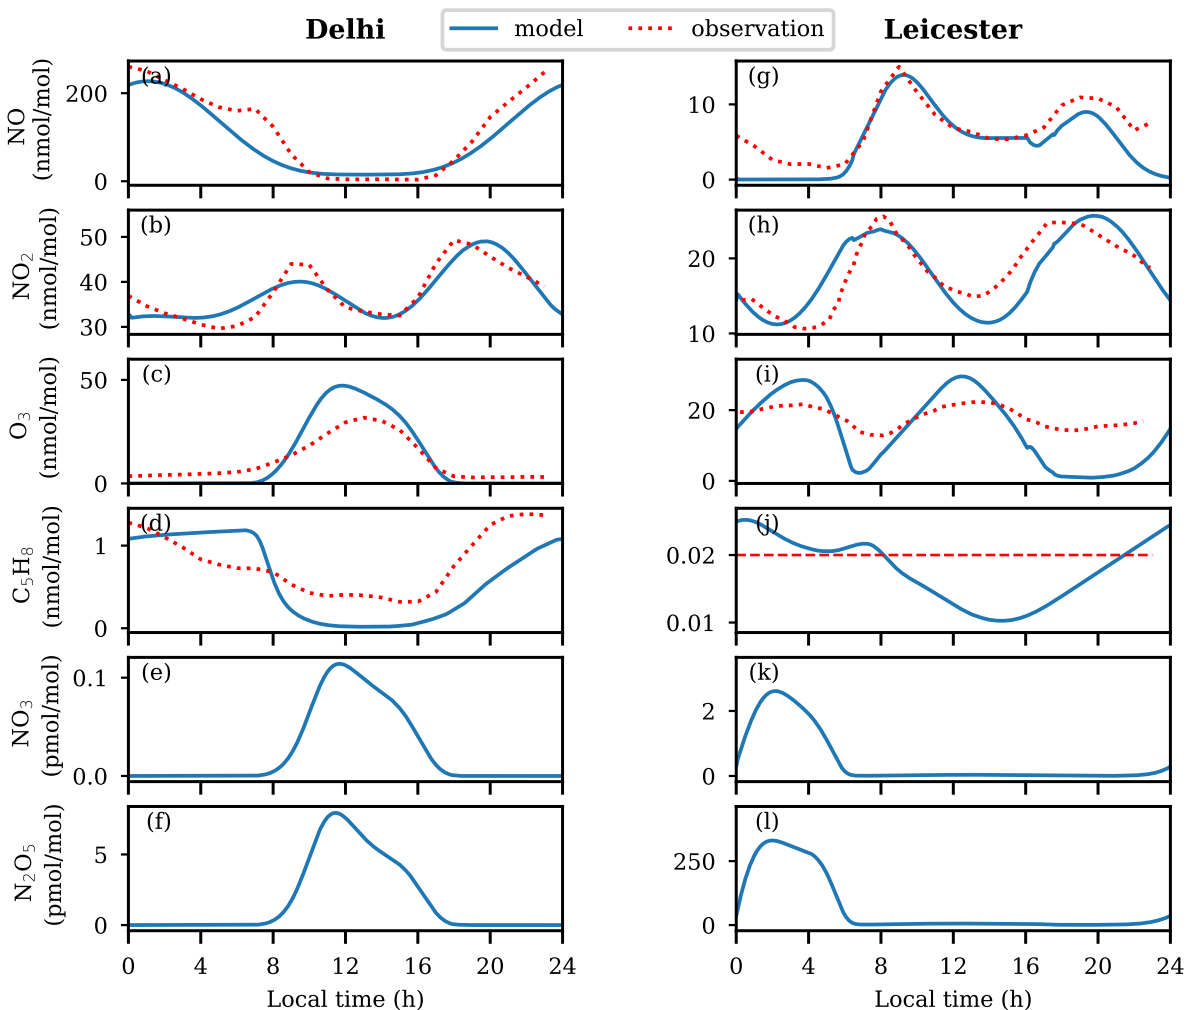 Delhi
model
observation
Leicester
NO
(nmol/mol)
200
0
(a)
10
0
(g)
NO2
(nmol/mol)
50
40
30
(b)
20
10
(h)
O3
(nmol/mol)
50
0
(c)
20
0
(i)
C5H8
(nmol/mol)
1
0
(d)
0.02
0.01
(j)
NO3
(pmol/mol)
0.1
0.0
(e)
2
0
(k)
N2O5
(pmol/mol)
5
0
(f)
250
0
(l)
0 4 8 12 16 20 24
0 4 8 12 16 20 24
Local time (h)
Local time (h)